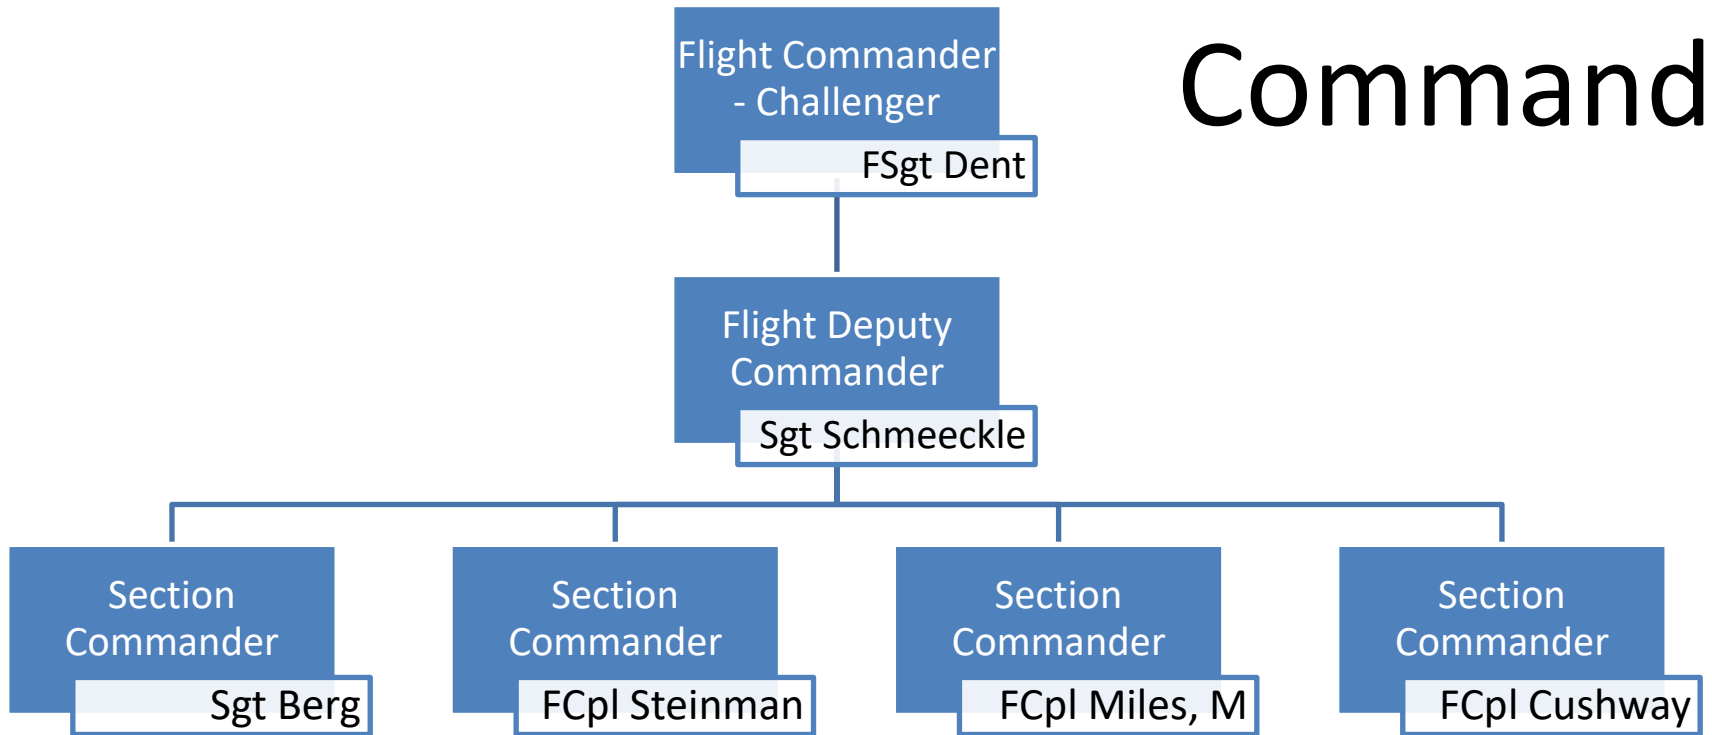 Command
Flight Commander
- Challenger
FSgt Dent
Flight Deputy
Commander
Sgt Schmeeckle
Section
Commander
Sgt Berg
Section
Commander
FCpl Steinman
Section
Commander
FCpl Miles, M
Section
Commander
FCpl Cushway